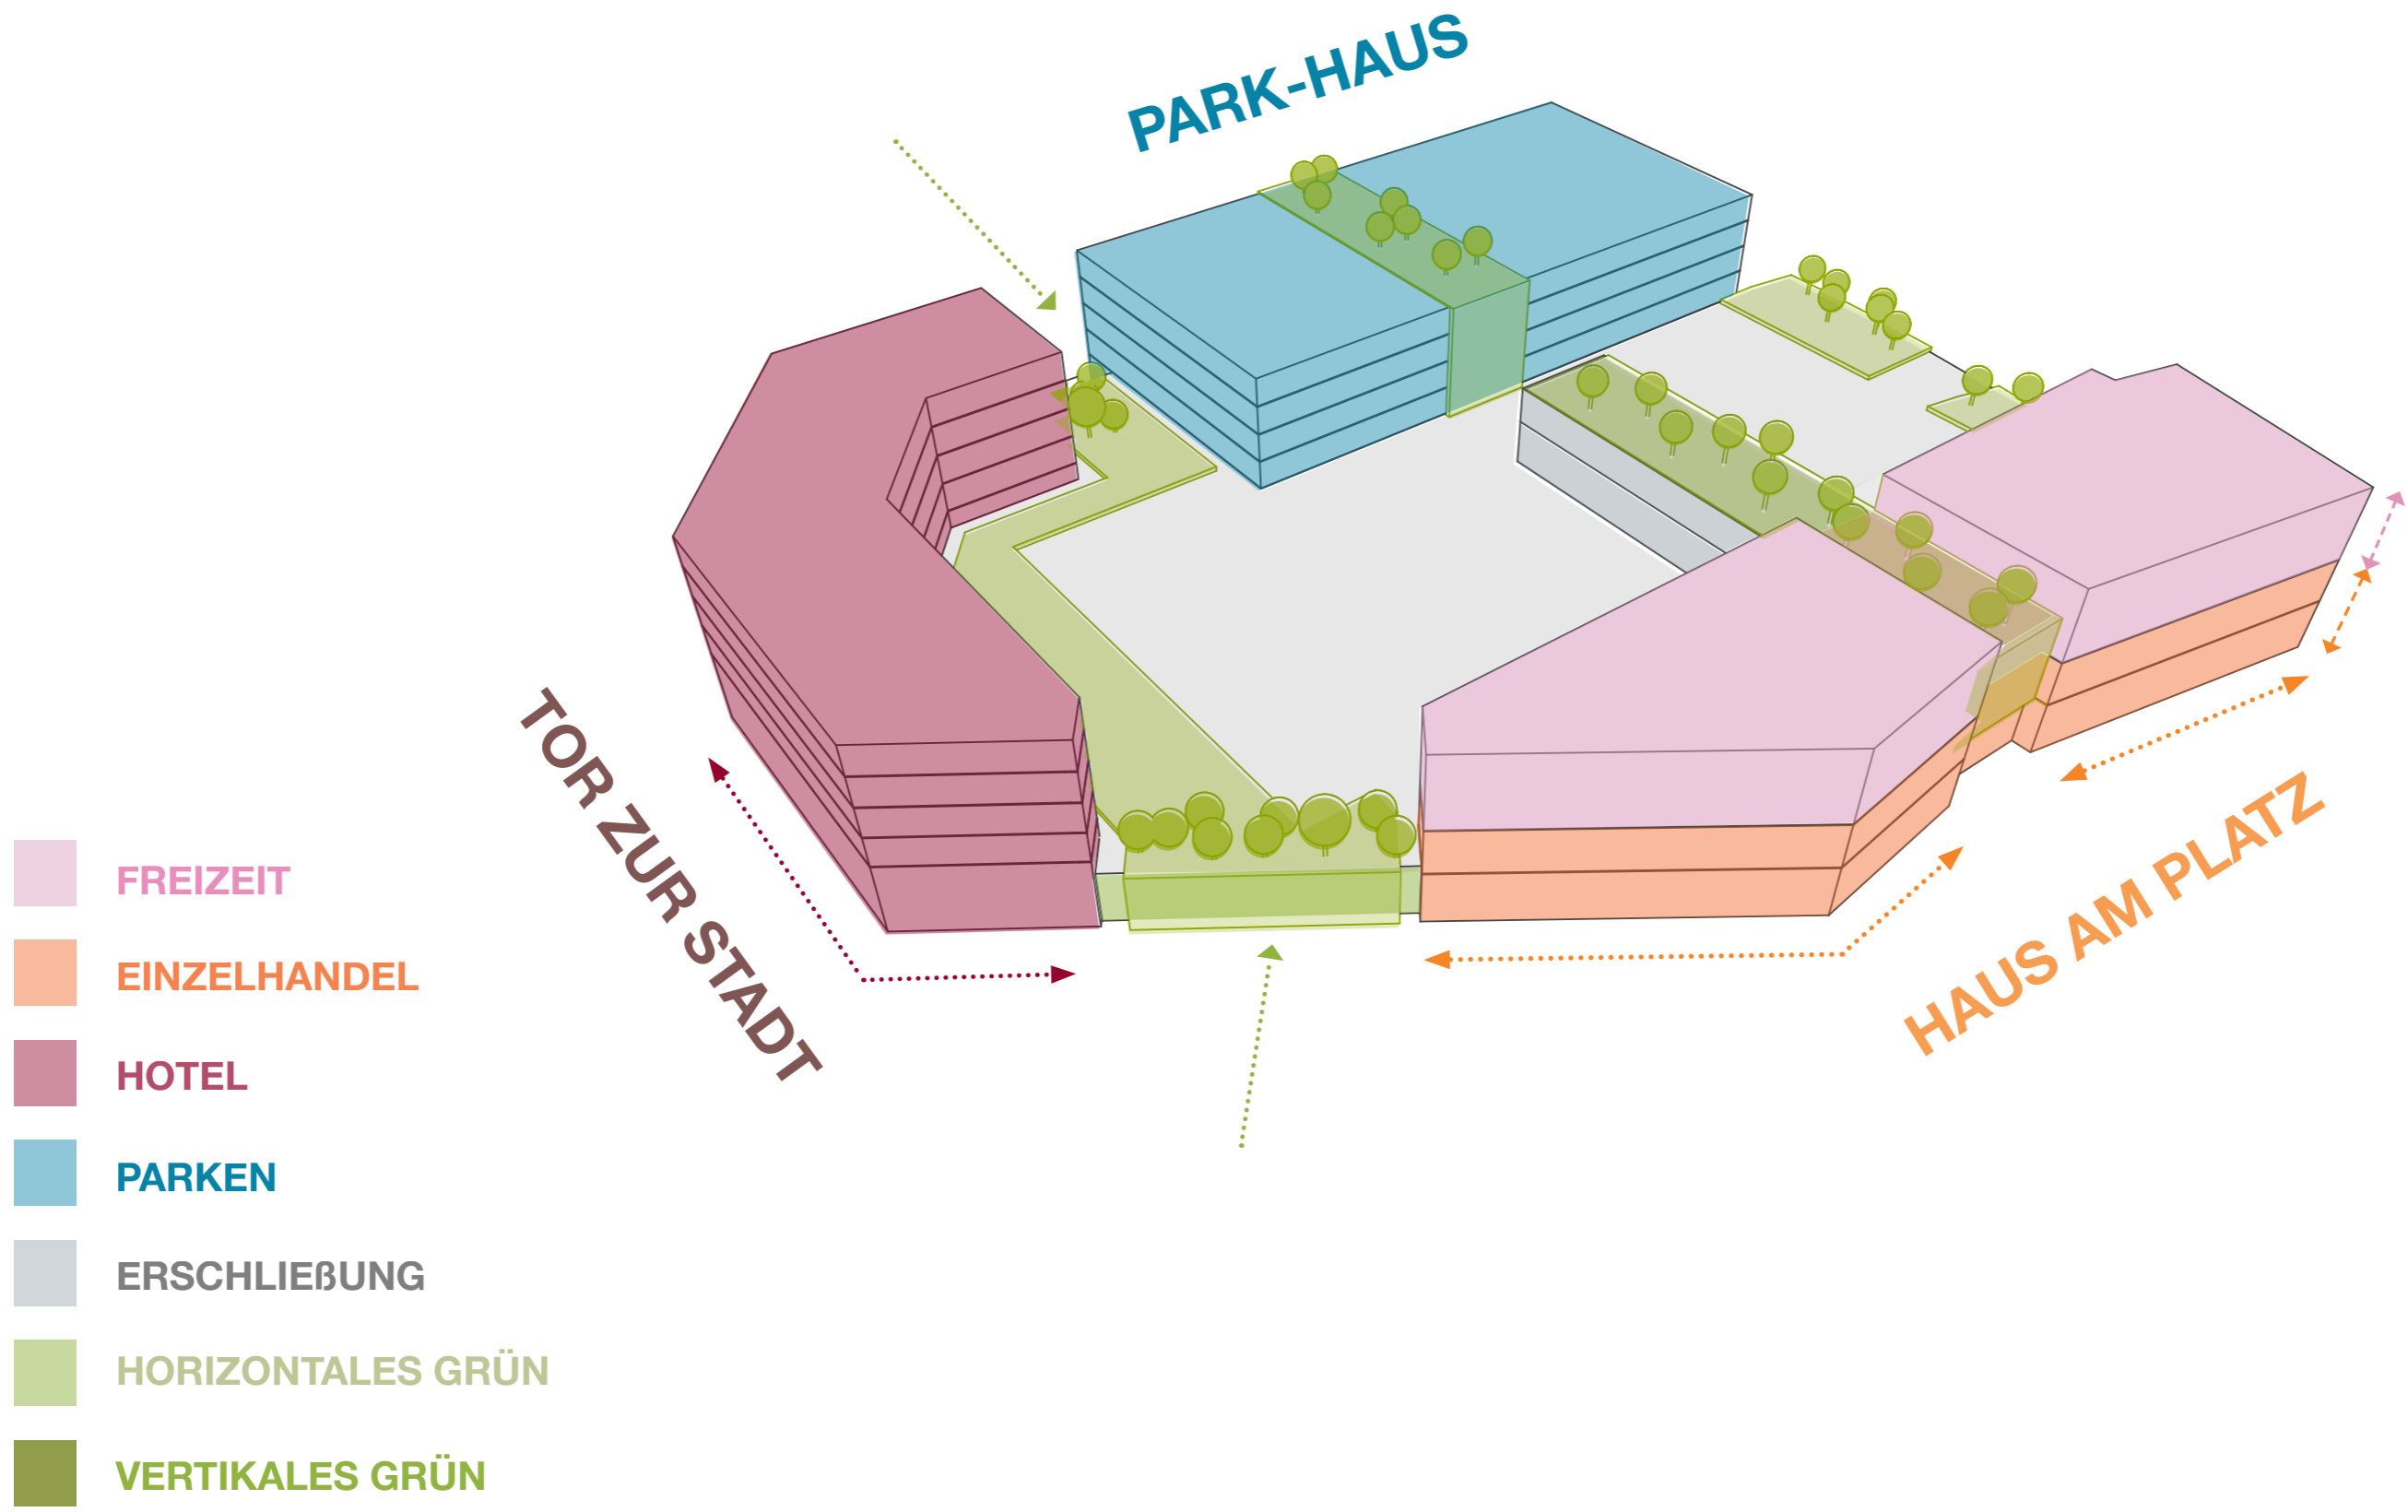 PARK-HAUS
TOR ZUR STADT
HAUS AM PLATZ
FREIZEIT
EINZELHANDEL
HOTEL
PARKEN
ERSCHLIEßUNG
HORIZONTALES GRÜN
VERTIKALES GRÜN